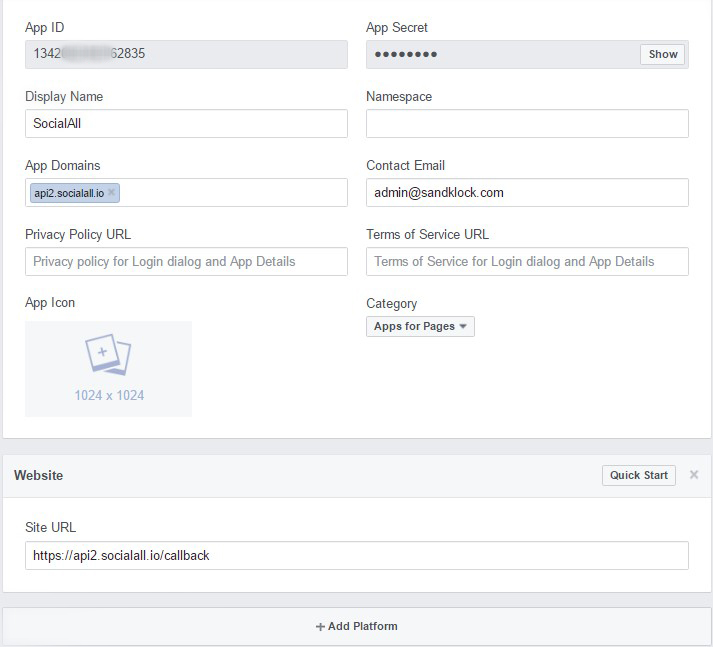 App ID
App Secret
1342 62835
Show
Display Name
Namespace
SocialAll
App Domains
Contact Email
api2.socialall.io ×
admin@sandklock.com
Privacy Policy URL
Terms of Service URL
Privacy policy for Login dialog and App Details
Terms of Service for Login dialog and App Details
App Icon
Category
Apps for Pages
1024 x 1024
Website
Quick Start
×
Site URL
https://api2.socialall.io/callback
+ Add Platform